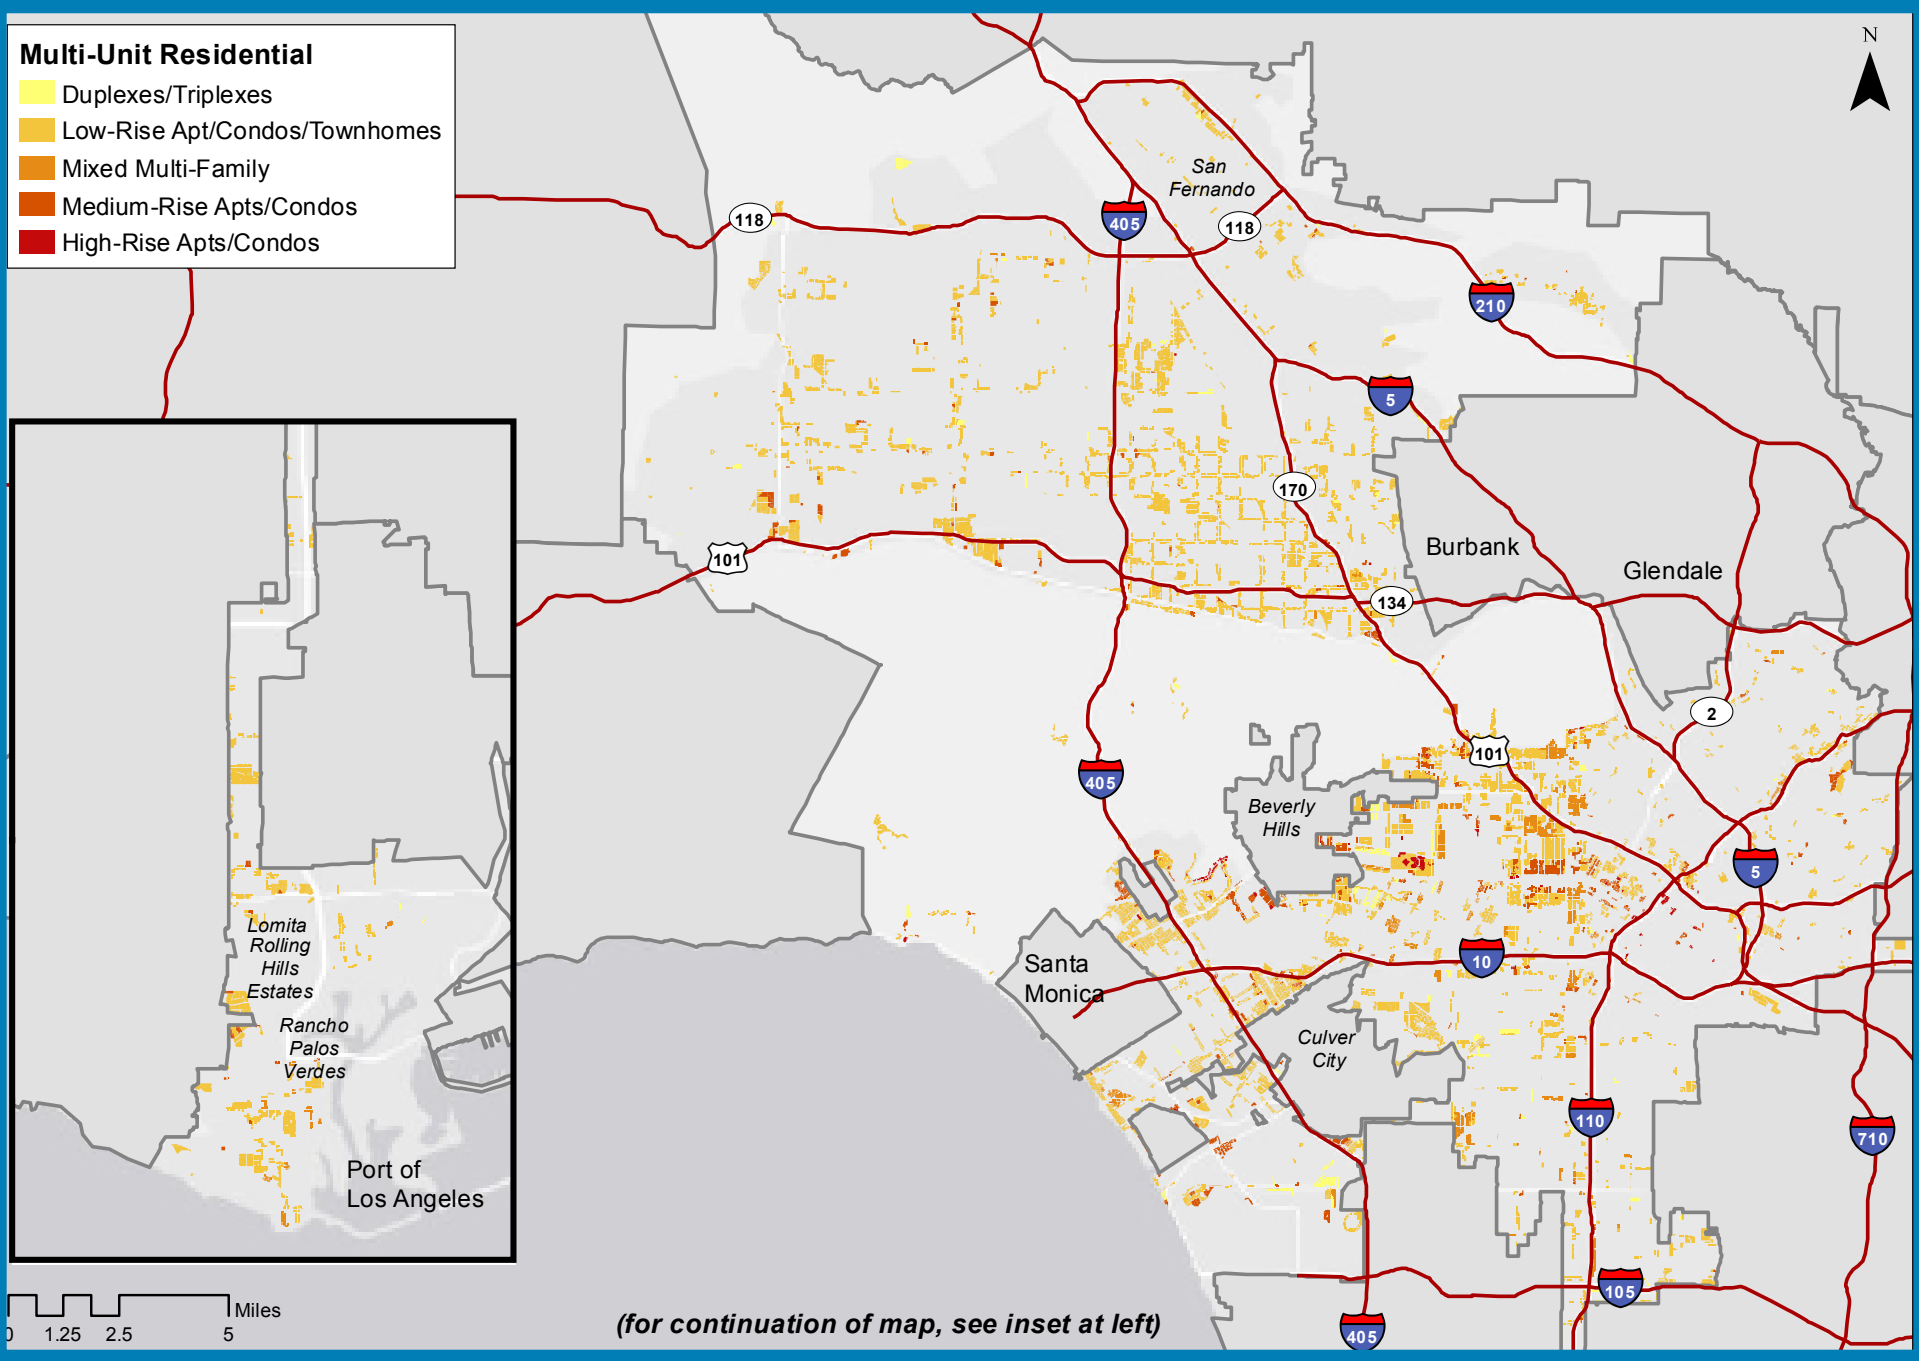 Multi-Unit Residential
Duplexes/Triplexes
Low-Rise Apt/Condos/Townhomes
Mixed Multi-Family
Medium-Rise Apts/Condos
High-Rise Apts/Condos
N
San
Fernando
118
405
118
210
5
170
101
134
Burbank
Glendale
2
101
405
Beverly
Hills
5
Santa
Monica
10
Culver
City
110
710
105
405
Lomita
Rolling
Hills
Estates
Rancho
Palos
Verdes
Port of
Los Angeles
Miles
0 1.25 2.5 5
(for continuation of map, see inset at left)